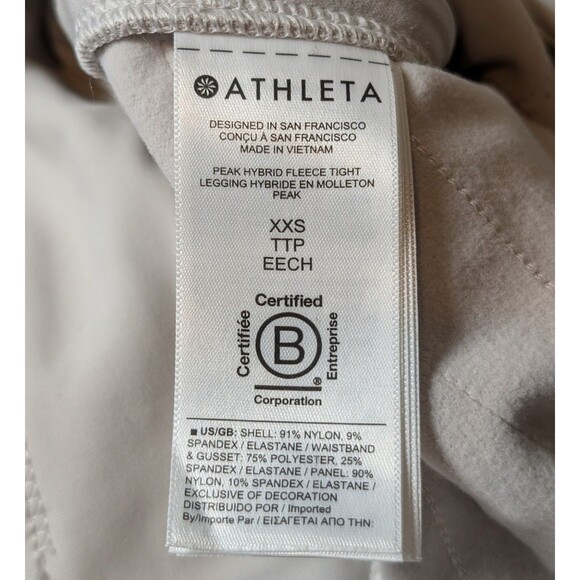 ATHLETA
DESIGNED IN SAN FRANCISCO
CONÇU À SAN FRANCISCO
MADE IN VIETNAM
PEAK HYBRID FLEECE TIGHT
LEGGING HYBRIDE EN MOLLETON
PEAK
XXS
TTP
EECH
Certified
Certifiée
B
Entreprise
®
Corporation
■ US/GB: SHELL: 91% NYLON, 9%
SPANDEX / ELASTANE / WAISTBAND
& GUSSET: 75% POLYESTER, 25%
SPANDEX / ELASTANE / PANEL: 90%
NYLON, 10% SPANDEX / ELASTANE /
EXCLUSIVE OF DECORATION
DISTRIBUIDO POR / Imported
By/Importe Par / ΕΙΣΑΓΕΤΑΙ ΑΠΟ ΤΗΝ: